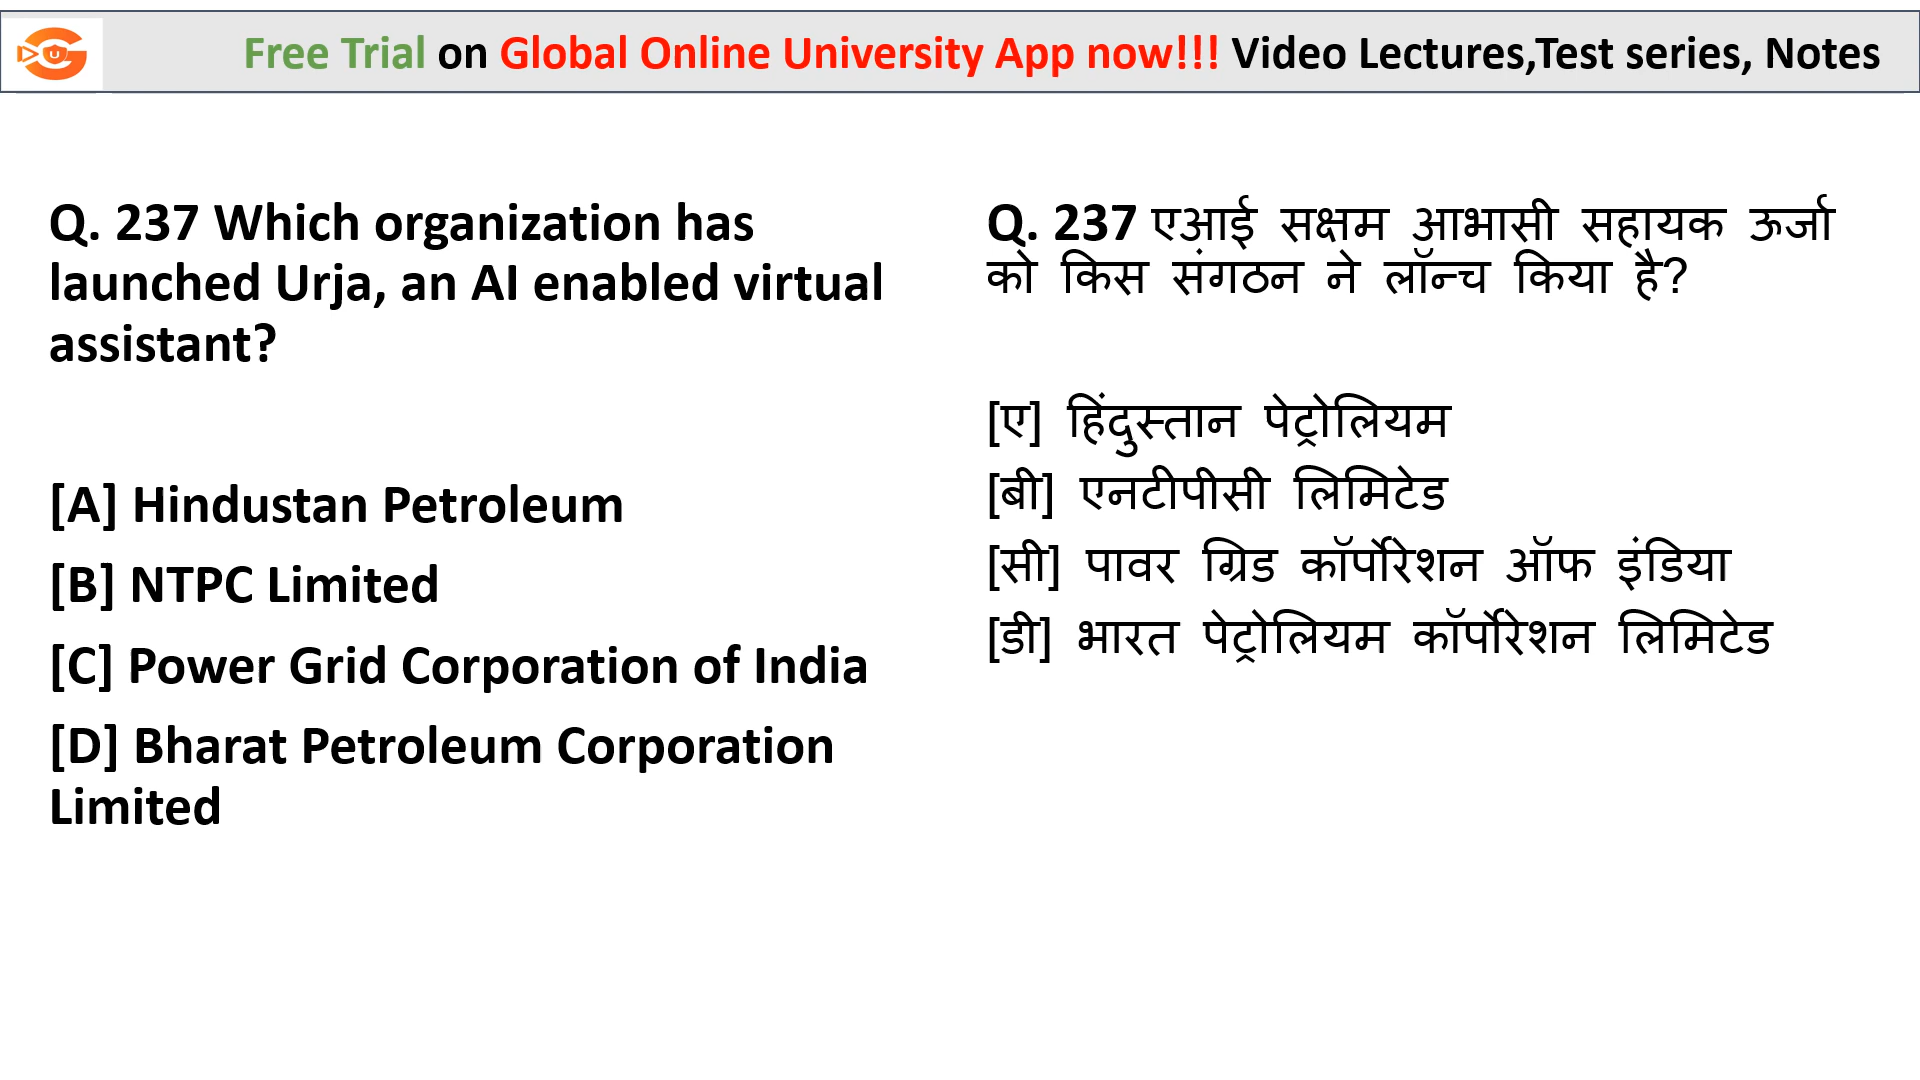 Free Trial on Global Online University App now!!! Video Lectures,Test series, Notes
U
Q. 237 Which organization has
launched Urja, an AI enabled virtual
assistant?
[A] Hindustan Petroleum
[B] NTPC Limited
[C] Power Grid Corporation of India
[D] Bharat Petroleum Corporation
Limited
Q. 237 एआई सक्षम आभासी सहायक ऊर्जा
को किस संगठन ने लॉन्च किया है?
[ए] हिंदुस्तान पेट्रोलियम
[बी] एनटीपीसी लिमिटेड
[सी] पावर ग्रिड कॉर्पोरेशन ऑफ इंडिया
[डी] भारत पेट्रोलियम कॉर्पोरेशन लिमिटेड